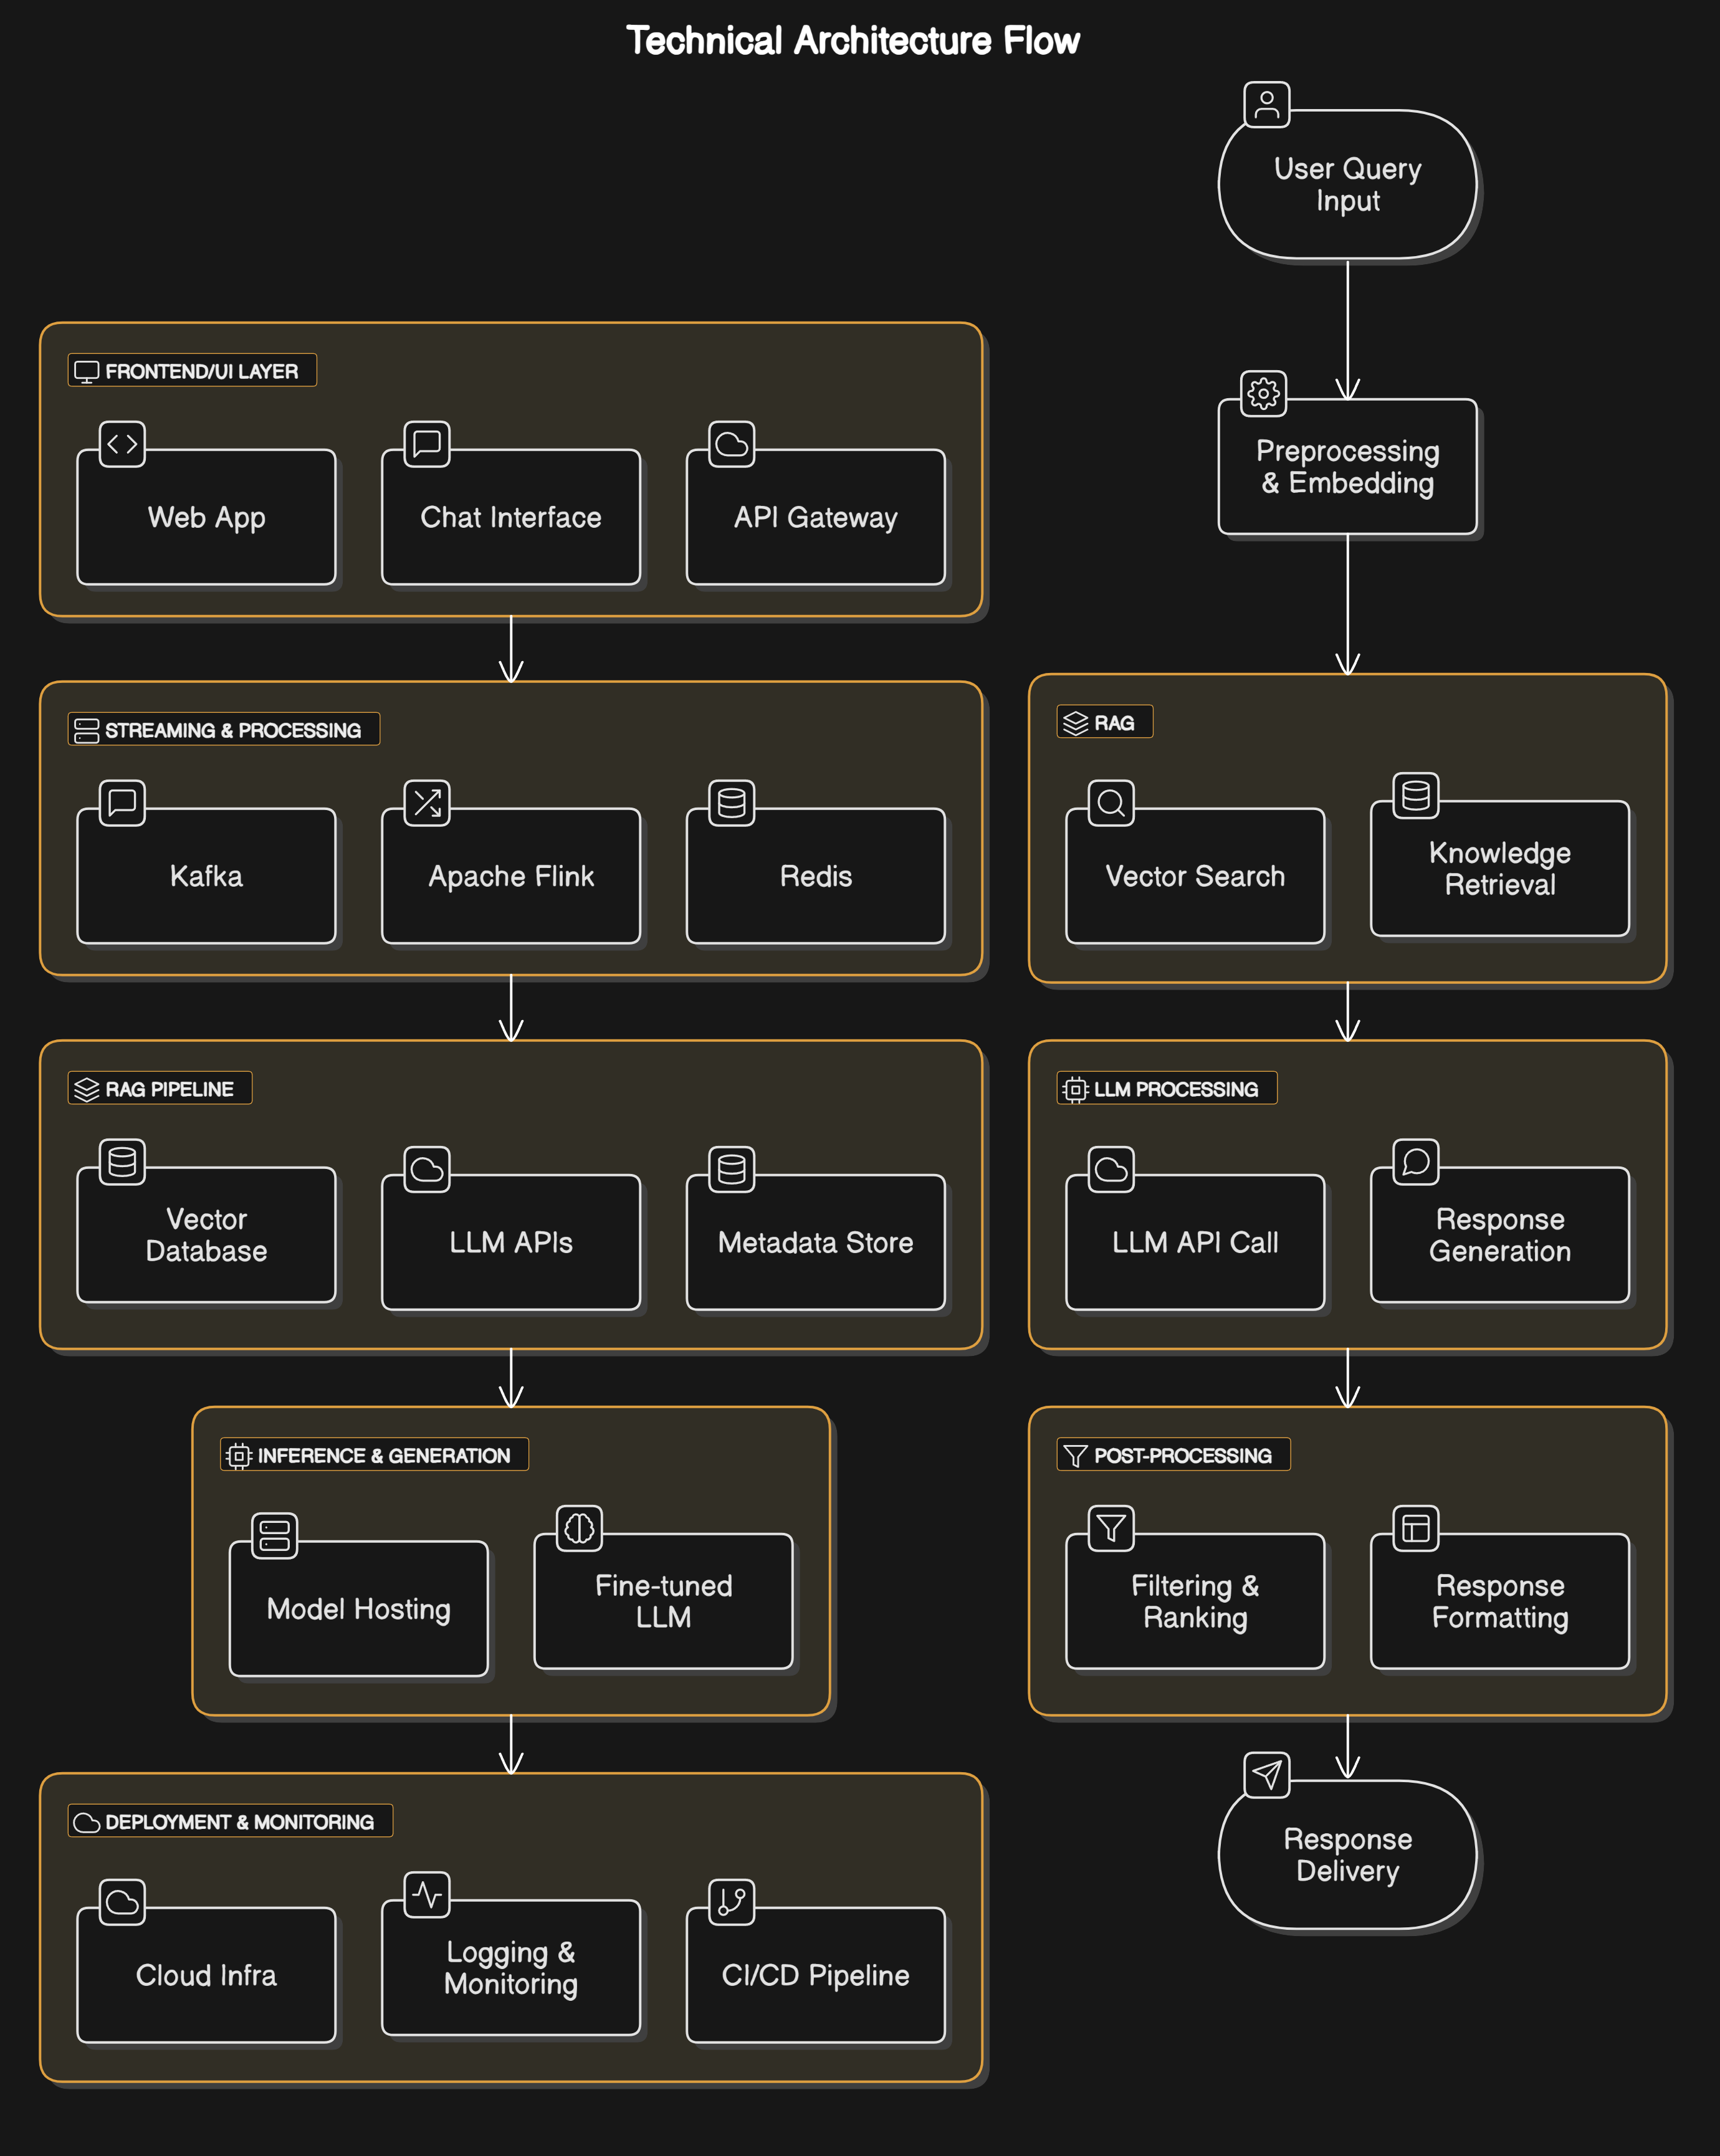 Technical Architecture Flow
User Query
Input
Preprocessing
& Embedding
FRONTEND/UI LAYER
Web App
Chat Interface
API Gateway
STREAMING & PROCESSING
Kafka
Apache Flink
Redis
RAG PIPELINE
Vector
Database
LLM APIs
Metadata Store
INFERENCE & GENERATION
Model Hosting
Fine-tuned
LLM
DEPLOYMENT & MONITORING
Cloud Infra
Logging &
Monitoring
CI/CD Pipeline
RAG
Vector Search
Knowledge
Retrieval
LLM PROCESSING
LLM API Call
Response
Generation
POST-PROCESSING
Filtering &
Ranking
Response
Formatting
Response
Delivery